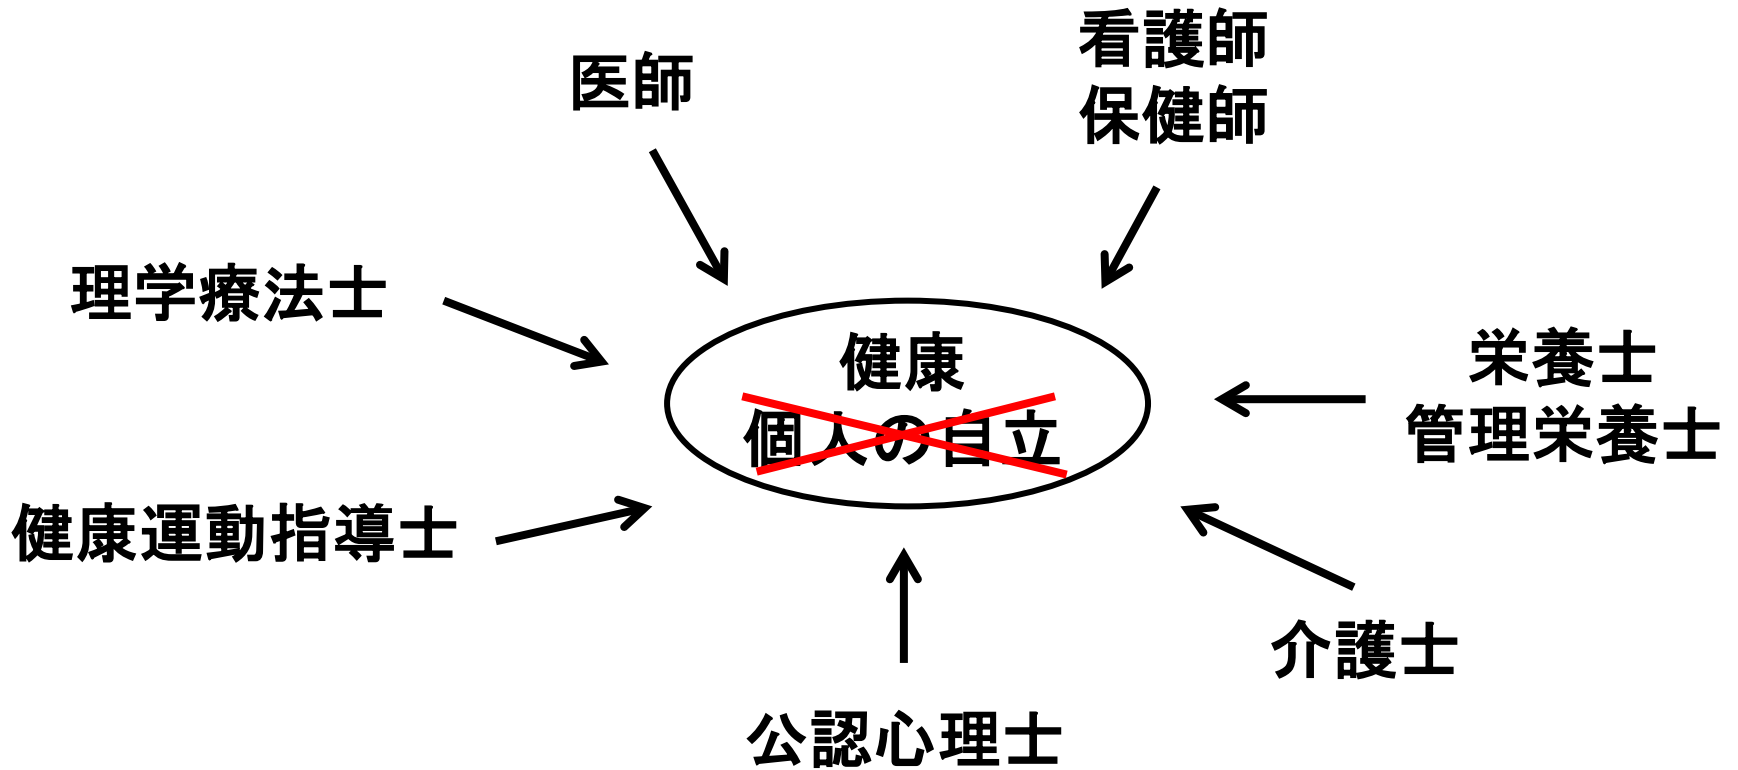 医師
看護師
保健師
理学療法士
健康
個人の自立
栄養士
管理栄養士
健康運動指導士
介護士
公認心理士